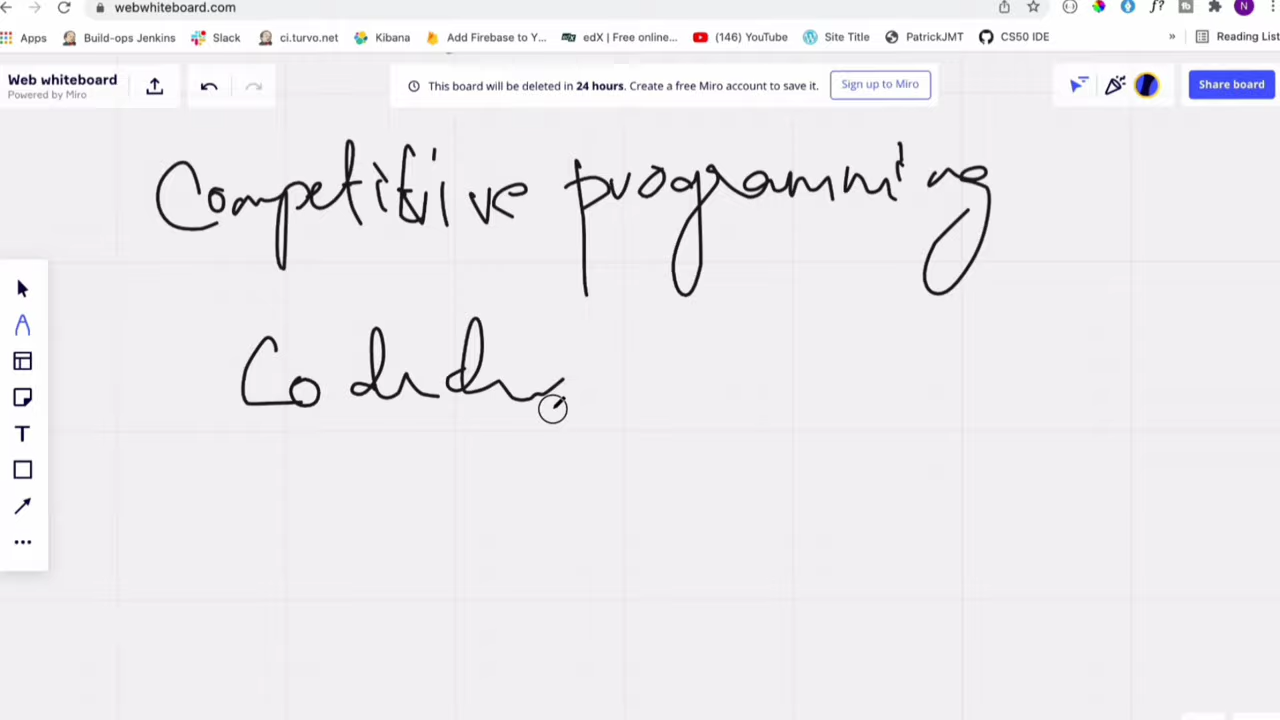 webwhiteboard.com
Apps Build-ops Jenkins Slack ci.turvo.net Kibana Add Firebase to Y... edX | Free online... (146) YouTube Site Title PatrickJMT CS50 IDE » Reading List
Web whiteboard
Powered by Miro
This board will be deleted in 24 hours. Create a free Miro account to save it. Sign up to Miro
Share board
Competitive programming